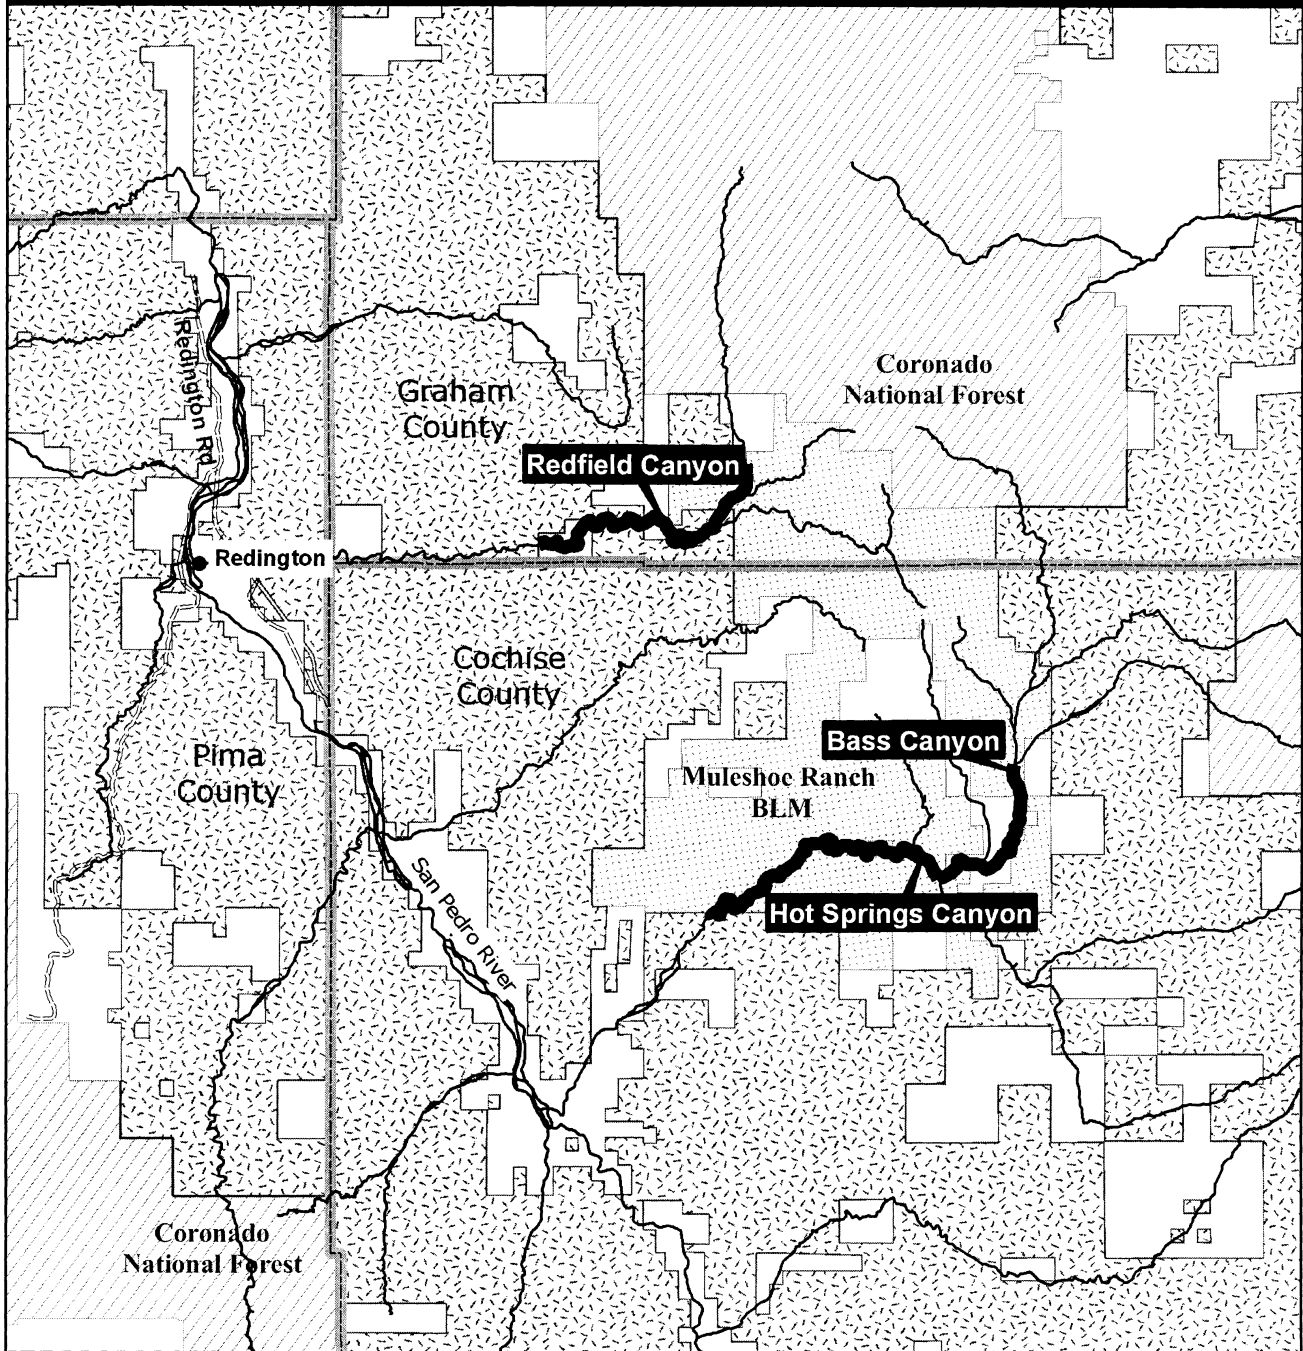 Coronado
National Forest
Redington Rd
Graham
County
Redfield Canyon
Redington
Cochise
County
Pima
County
Bass Canyon
Muleshoe Ranch
BLM
San Pedro River
Hot Springs Canyon
Coronado
National Forest